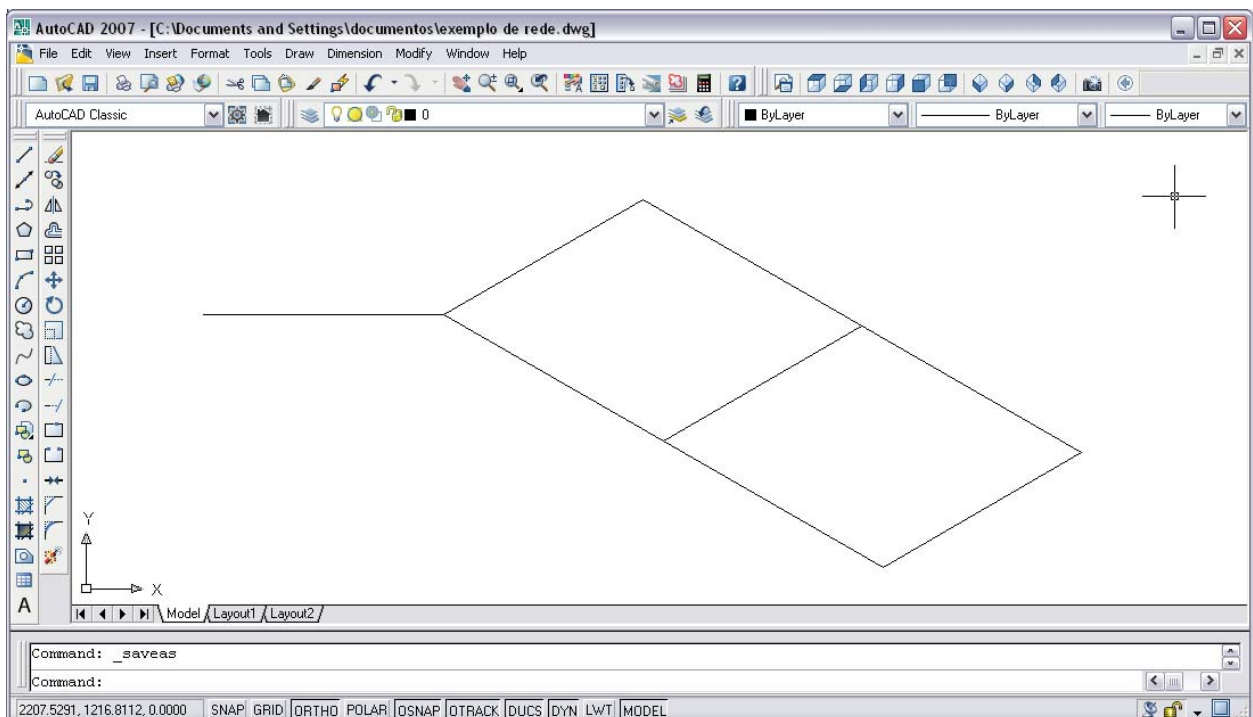 AutoCAD 2007 - [C:\Documents and Settings\documentos\exemplo de rede.dwg]
File Edit View Insert Format Tools Draw Dimension Modify Window Help
AutoCAD Classic 0 ByLayer ByLayer ByLayer
Y
X
A
Model Layout1 Layout2
Command: _saveas
Command:
2207.5291, 1216.8112, 0.0000 SNAP GRID ORTHO POLAR OSNAP OTRACK DUCS DYN LWT MODEL